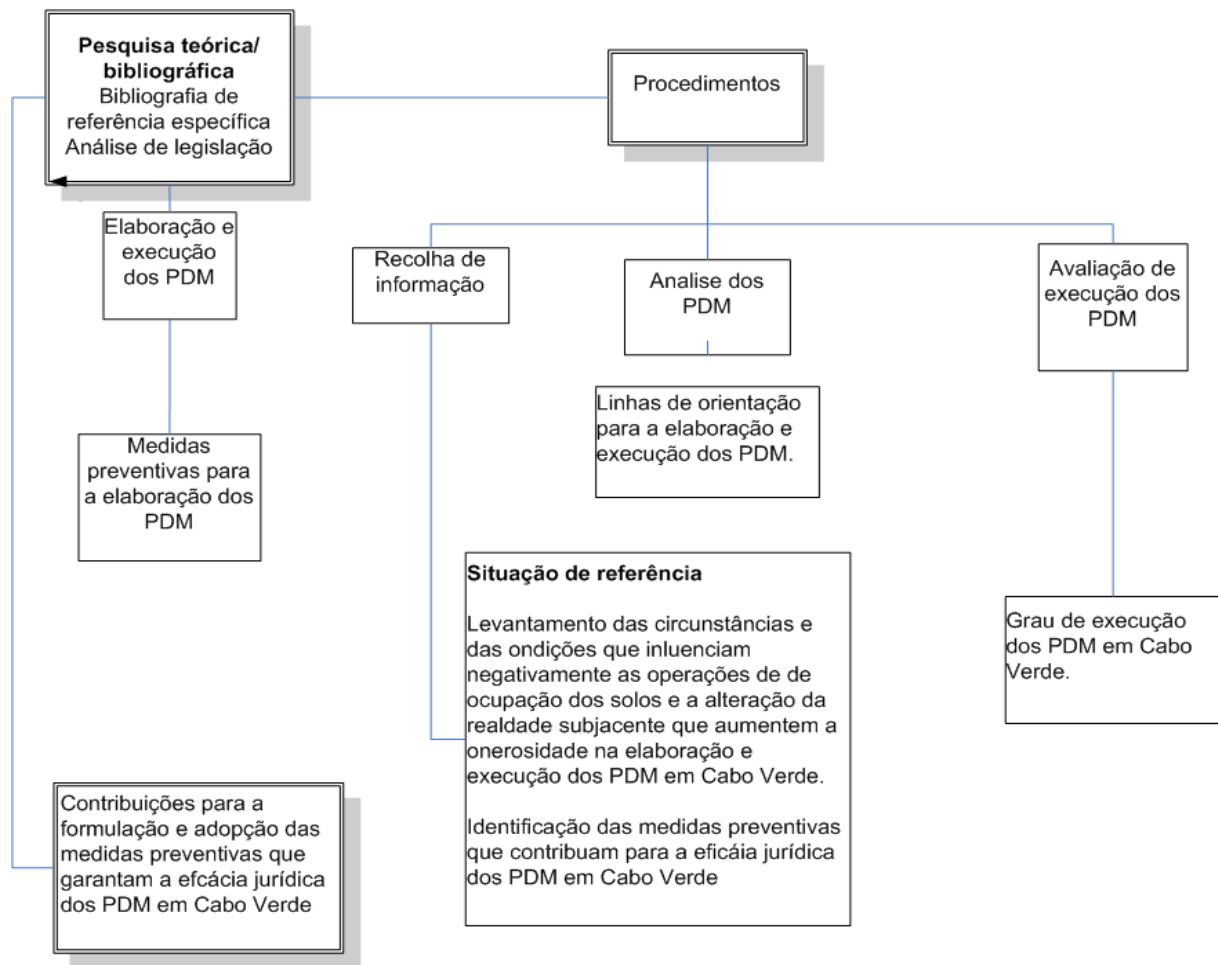 Pesquisa teórica/
bibliográfica
Bibliografia de
referência específica
Análise de legislação
Procedimentos
Elaboração e
execução
dos PDM
Recolha de
informação
Analise dos
PDM
Avaliação de
execução dos
PDM
Medidas
preventivas para
a elaboração dos
PDM
Linhas de orientação
para a elaboração e
execução dos PDM.
Situação de referência
Levantamento das circunstâncias e
das ondições que inluenciam
negativamente as operações de de
ocupação dos solos e a alteração da
realdade subjacente que aumentem a
onerosidade na elaboração e
execução dos PDM em Cabo Verde.
Identificação das medidas preventivas
que contribuam para a eficáia jurídica
dos PDM em Cabo Verde
Grau de execução
dos PDM em Cabo
Verde.
Contribuições para a
formulação e adopção das
medidas preventivas que
garantam a efcácia jurídica
dos PDM em Cabo Verde